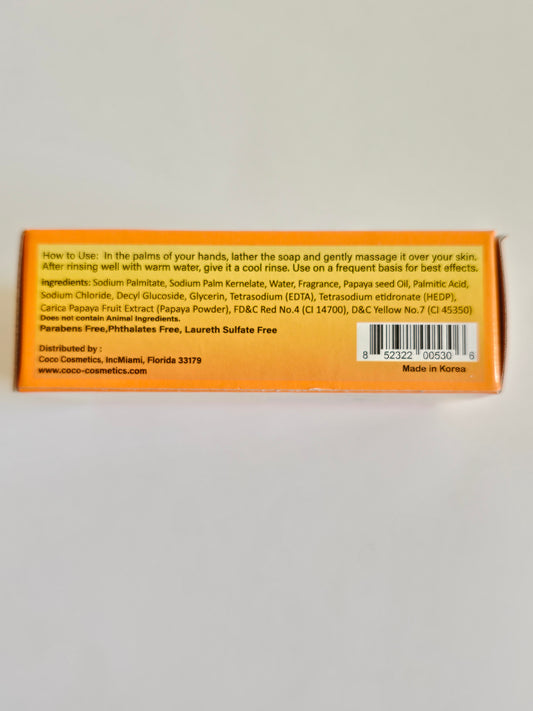 How to Use: In the palms of your hands, lather the soap and gently massage it over your skin.
After rinsing well with warm water, give it a cool rinse. Use on a frequent basis for best effects.
ingredients: Sodium Palmitate, Sodium Palm Kernelate, Water, Fragrance, Papaya seed Oil, Palmitic Acid,
Sodium Chloride, Decyl Glucoside, Glycerin, Tetrasodium (EDTA), Tetrasodium etidronate (HEDP),
Carica Papaya Fruit Extract (Papaya Powder), FD&C Red No.4 (CI 14700), D&C Yellow No.7 (CI 45350)
Does not contain Animal Ingredients.
Parabens Free,Phthalates Free, Laureth Sulfate Free
Distributed by :
Coco Cosmetics, IncMiami, Florida 33179
www.coco-cosmetics.com
8 52322 00530 6
Made in Korea